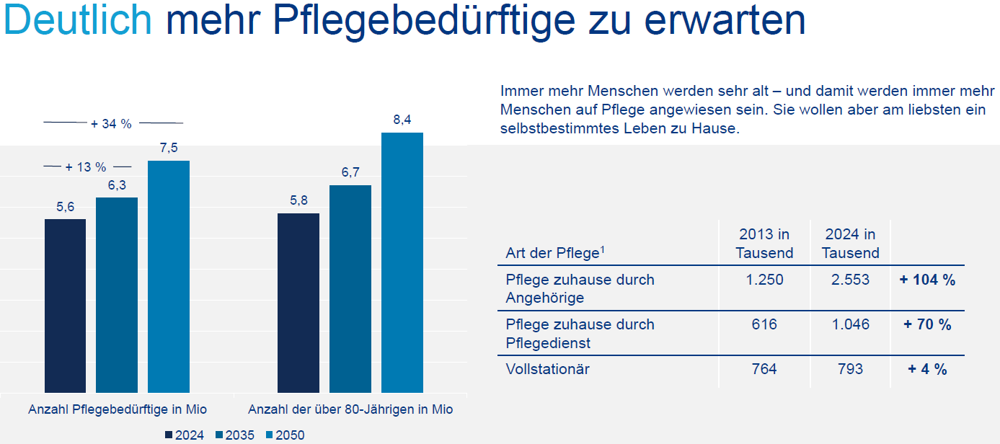 Deutlich mehr Pflegebedürftige zu erwarten
Immer mehr Menschen werden sehr alt – und damit werden immer mehr
Menschen auf Pflege angewiesen sein. Sie wollen aber am liebsten ein
selbstbestimmtes Leben zu Hause.
+ 34 %
+ 13 %
5,6
6,3
7,5
5,8
6,7
8,4
Anzahl Pflegebedürftige in Mio
Anzahl der über 80-Jährigen in Mio
2024 2035 2050
2013 in 2024 in
Art der Pflege¹ Tausend Tausend
Pflege zuhause durch 1.250 2.553 + 104 %
Angehörige
Pflege zuhause durch 616 1.046 + 70 %
Pflegedienst
Vollstationär 764 793 + 4 %